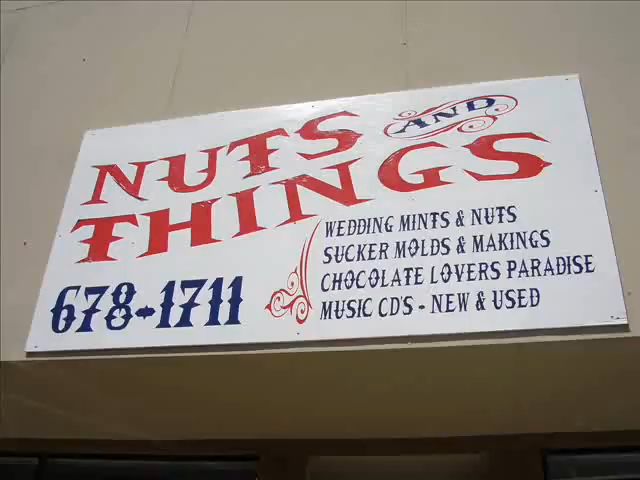 NUTS AND
THINGS
WEDDING MINTS & NUTS
SUCKER MOLDS & MAKINGS
CHOCOLATE LOVERS PARADISE
MUSIC CD'S - NEW & USED
678-1711